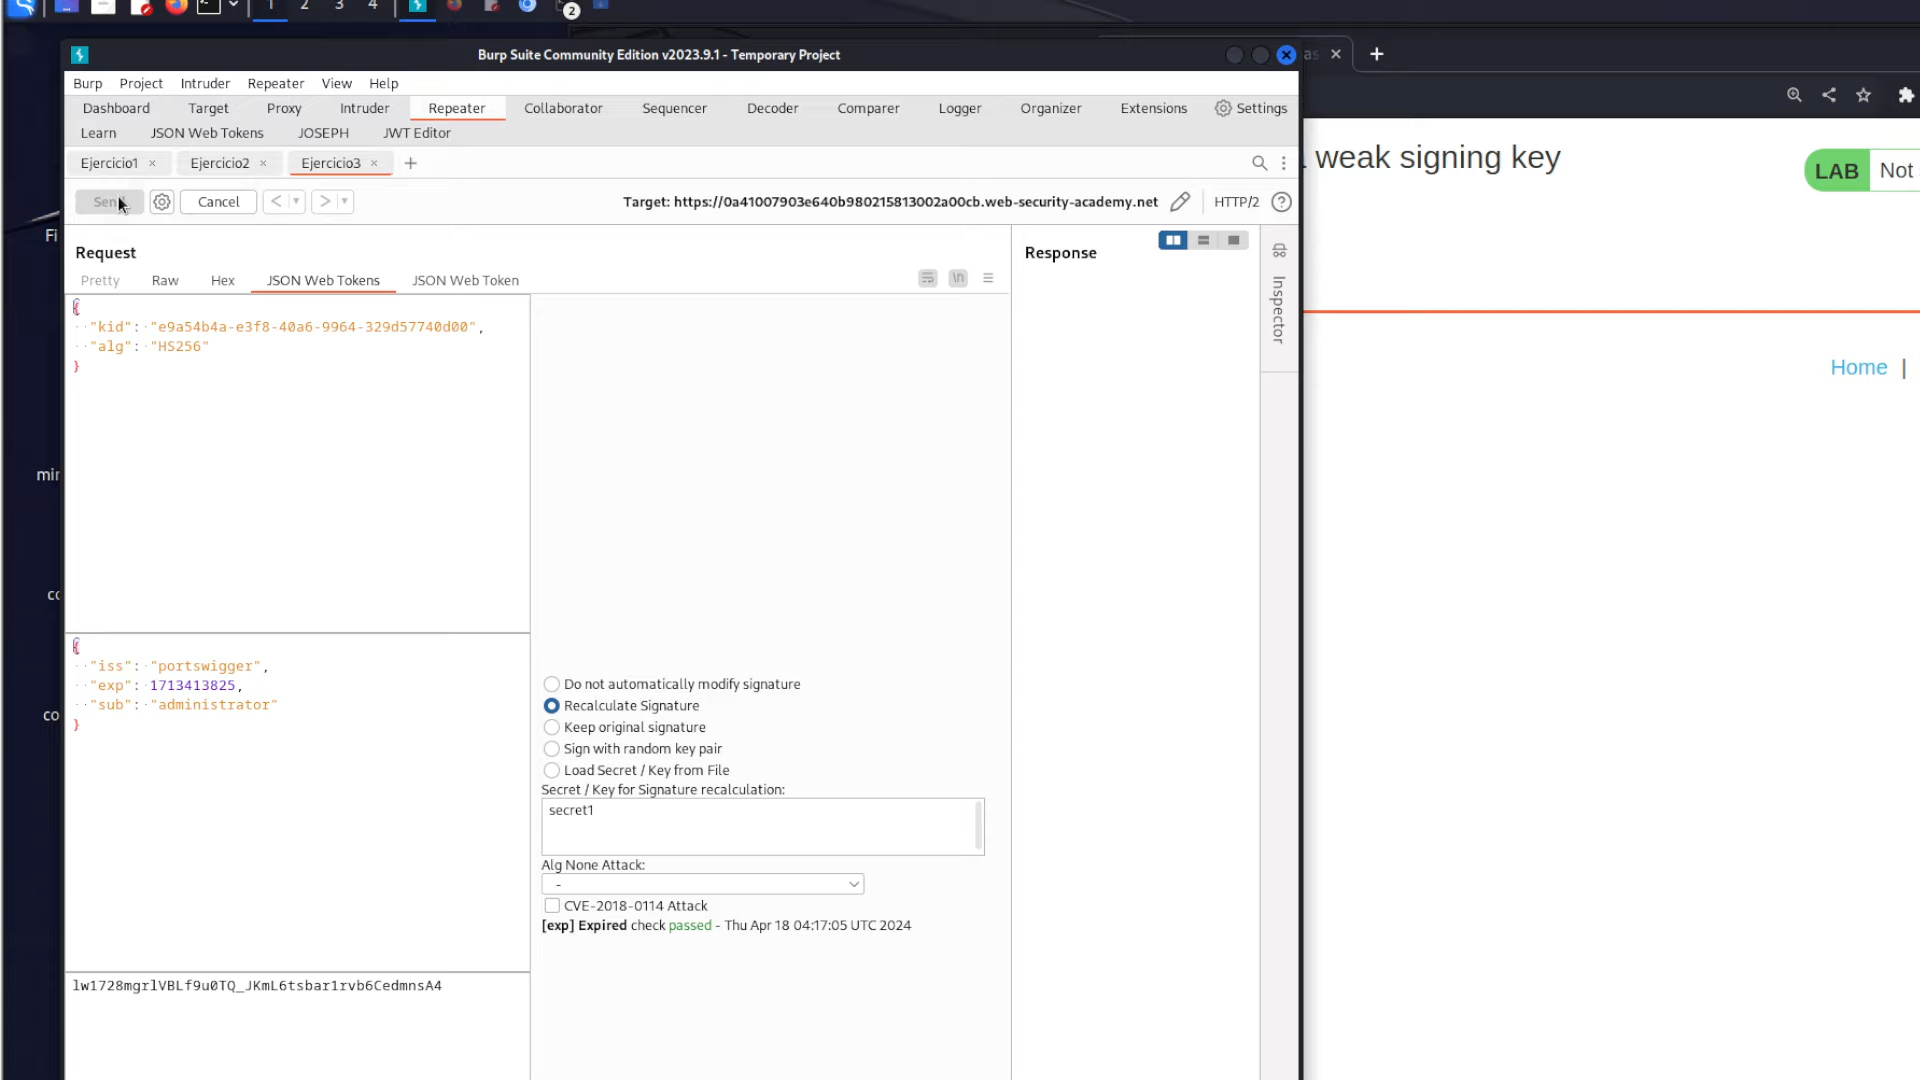 1 2 3 4
2
Burp Suite Community Edition v2023.9.1 - Temporary Project
Burp Project Intruder Repeater View Help
Dashboard Target Proxy Intruder Repeater Collaborator Sequencer Decoder Comparer Logger Organizer Extensions Settings
Learn JSON Web Tokens JOSEPH JWT Editor
Ejercicio1 × Ejercicio2 × Ejercicio3 × +
Cancel < > Target: https://0a41007903e640b980215813002a00cb.web-security-academy.net HTTP/2
Request
Response
Pretty Raw Hex JSON Web Tokens JSON Web Token \n
Inspector
{
"kid": "e9a54b4a-e3f8-40a6-9964-329d57740d00",
"alg": "HS256"
}
{
"iss": "portswigger",
"exp": 1713413825,
"sub": "administrator"
}
lw1728mgrlVBLf9u0TQ_JKmL6tsbar1rvb6CedmnsA4
Do not automatically modify signature
Recalculate Signature
Keep original signature
Sign with random key pair
Load Secret / Key from File
Secret / Key for Signature recalculation:
secret1
Alg None Attack:
-
CVE-2018-0114 Attack
[exp] Expired check passed - Thu Apr 18 04:17:05 UTC 2024
weak signing key
LAB Not
Home |